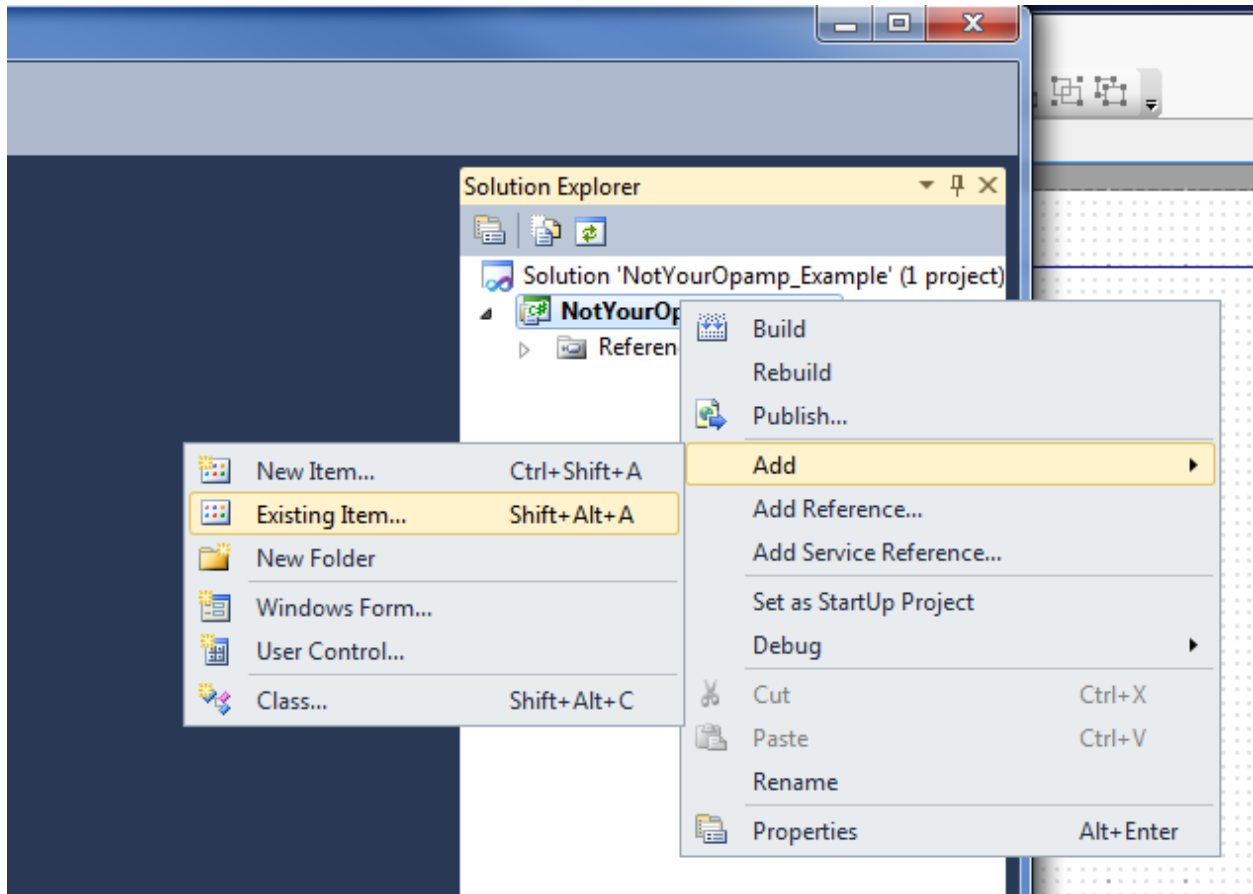 Solution Explorer
Solution 'NotYourOpamp_Example' (1 project)
NotYourOp
Referen
Build
Rebuild
Publish...
Add
Add Reference...
Add Service Reference...
Set as StartUp Project
Debug
Cut Ctrl+X
Paste Ctrl+V
Rename
Properties Alt+Enter
New Item... Ctrl+Shift+A
Existing Item... Shift+Alt+A
New Folder
Windows Form...
User Control...
Class... Shift+Alt+C